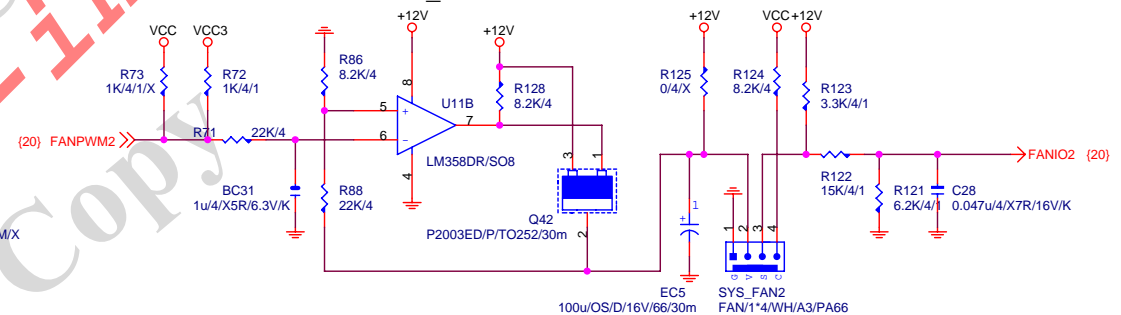 +12V
+12V
+12V
VCC
+12V
VCC
VCC3
R73
1K/4/1/X
R72
1K/4/1
R86
8.2K/4
8
U11B
R128
8.2K/4
R125
0/4/X
R124
8.2K/4
R123
3.3K/4/1
5
+
6
-
7
{20} FANPWM2
R71
22K/4
LM358DR/SO8
4
3
1
FANIO2 {20}
R122
15K/4/1
BC31
1u/4/X5R/6.3V/K
R88
22K/4
R121
6.2K/4/1
C28
0.047u/4/X7R/16V/K
Q42
P2003ED/P/TO252/30m
2
+
1
1
2
3
4
G
V
S
C
M/X
EC5
100u/OS/D/16V/66/30m
SYS_FAN2
FAN/1*4/WH/A3/PA66
Copy